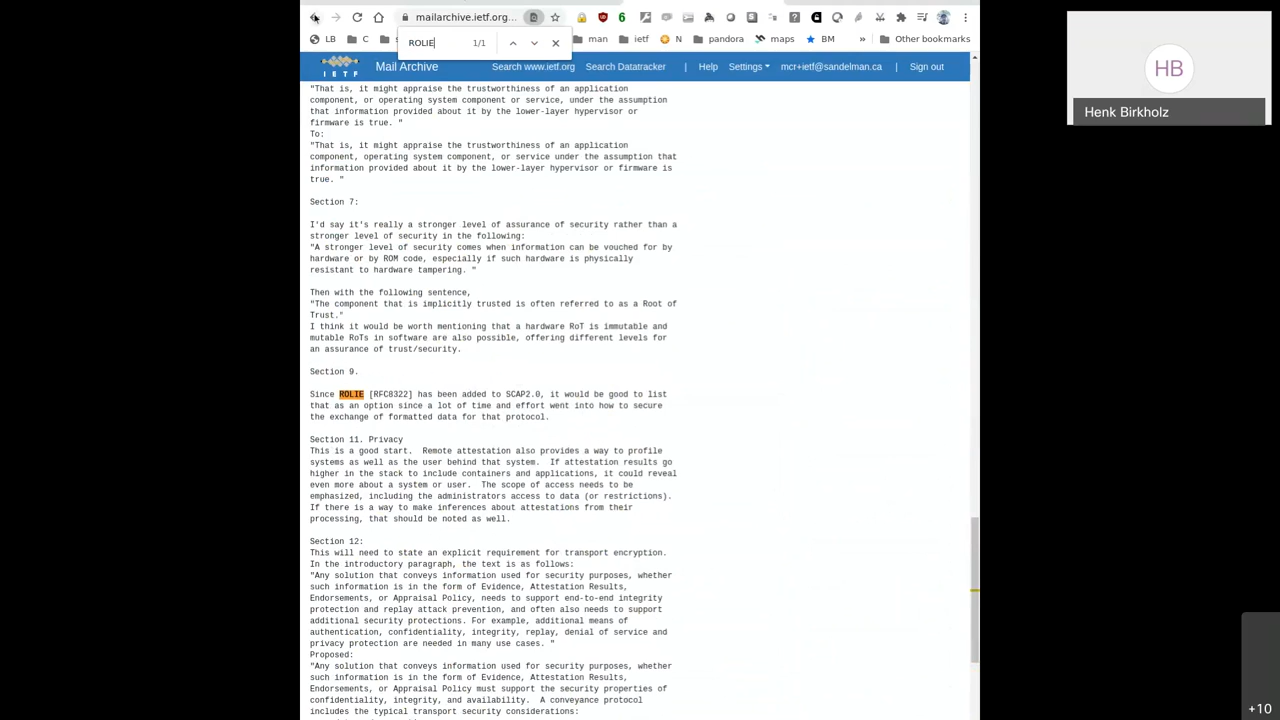 mailarchive.ietf.org...
6
LB
C
man
ietf
N
pandora
maps
BM
»
Other bookmarks
ROLIE
1/1
IETF
Mail Archive
Search www.ietf.org
Search Datatracker
|
Help
Settings
mcr+ietf@sandelman.ca
|
Sign out
"That is, it might appraise the trustworthiness of an application
component, or operating system component or service, under the assumption
that information provided about it by the lower-layer hypervisor or
firmware is true. "
To:
"That is, it might appraise the trustworthiness of an application
component, operating system component, or service under the assumption that
information provided about it by the lower-layer hypervisor or firmware is
true. "
Section 7:
I'd say it's really a stronger level of assurance of security rather than a
stronger level of security in the following:
"A stronger level of security comes when information can be vouched for by
hardware or by ROM code, especially if such hardware is physically
resistant to hardware tampering. "
Then with the following sentence,
"The component that is implicitly trusted is often referred to as a Root of
Trust."
I think it would be worth mentioning that a hardware RoT is immutable and
mutable RoTs in software are also possible, offering different levels for
an assurance of trust/security.
Section 9.
Since ROLIE [RFC8322] has been added to SCAP2.0, it would be good to list
that as an option since a lot of time and effort went into how to secure
the exchange of formatted data for that protocol.
Section 11. Privacy
This is a good start.  Remote attestation also provides a way to profile
systems as well as the user behind that system.  If attestation results go
higher in the stack to include containers and applications, it could reveal
even more about a system or user.  The scope of access needs to be
emphasized, including the administrators access to data (or restrictions).
If there is a way to make inferences about attestations from their
processing, that should be noted as well.
Section 12:
This will need to state an explicit requirement for transport encryption.
In the introductory paragraph, the text is as follows:
"Any solution that conveys information used for security purposes, whether
such information is in the form of Evidence, Attestation Results,
Endorsements, or Appraisal Policy, needs to support end-to-end integrity
protection and replay attack prevention, and often also needs to support
additional security protections. For example, additional means of
authentication, confidentiality, integrity, replay, denial of service and
privacy protection are needed in many use cases. "
Proposed:
"Any solution that conveys information used for security purposes, whether
such information is in the form of Evidence, Attestation Results,
Endorsements, or Appraisal Policy must support the security properties of
confidentiality, integrity, and availability.  A conveyance protocol
includes the typical transport security considerations:
HB
Henk Birkholz
+10